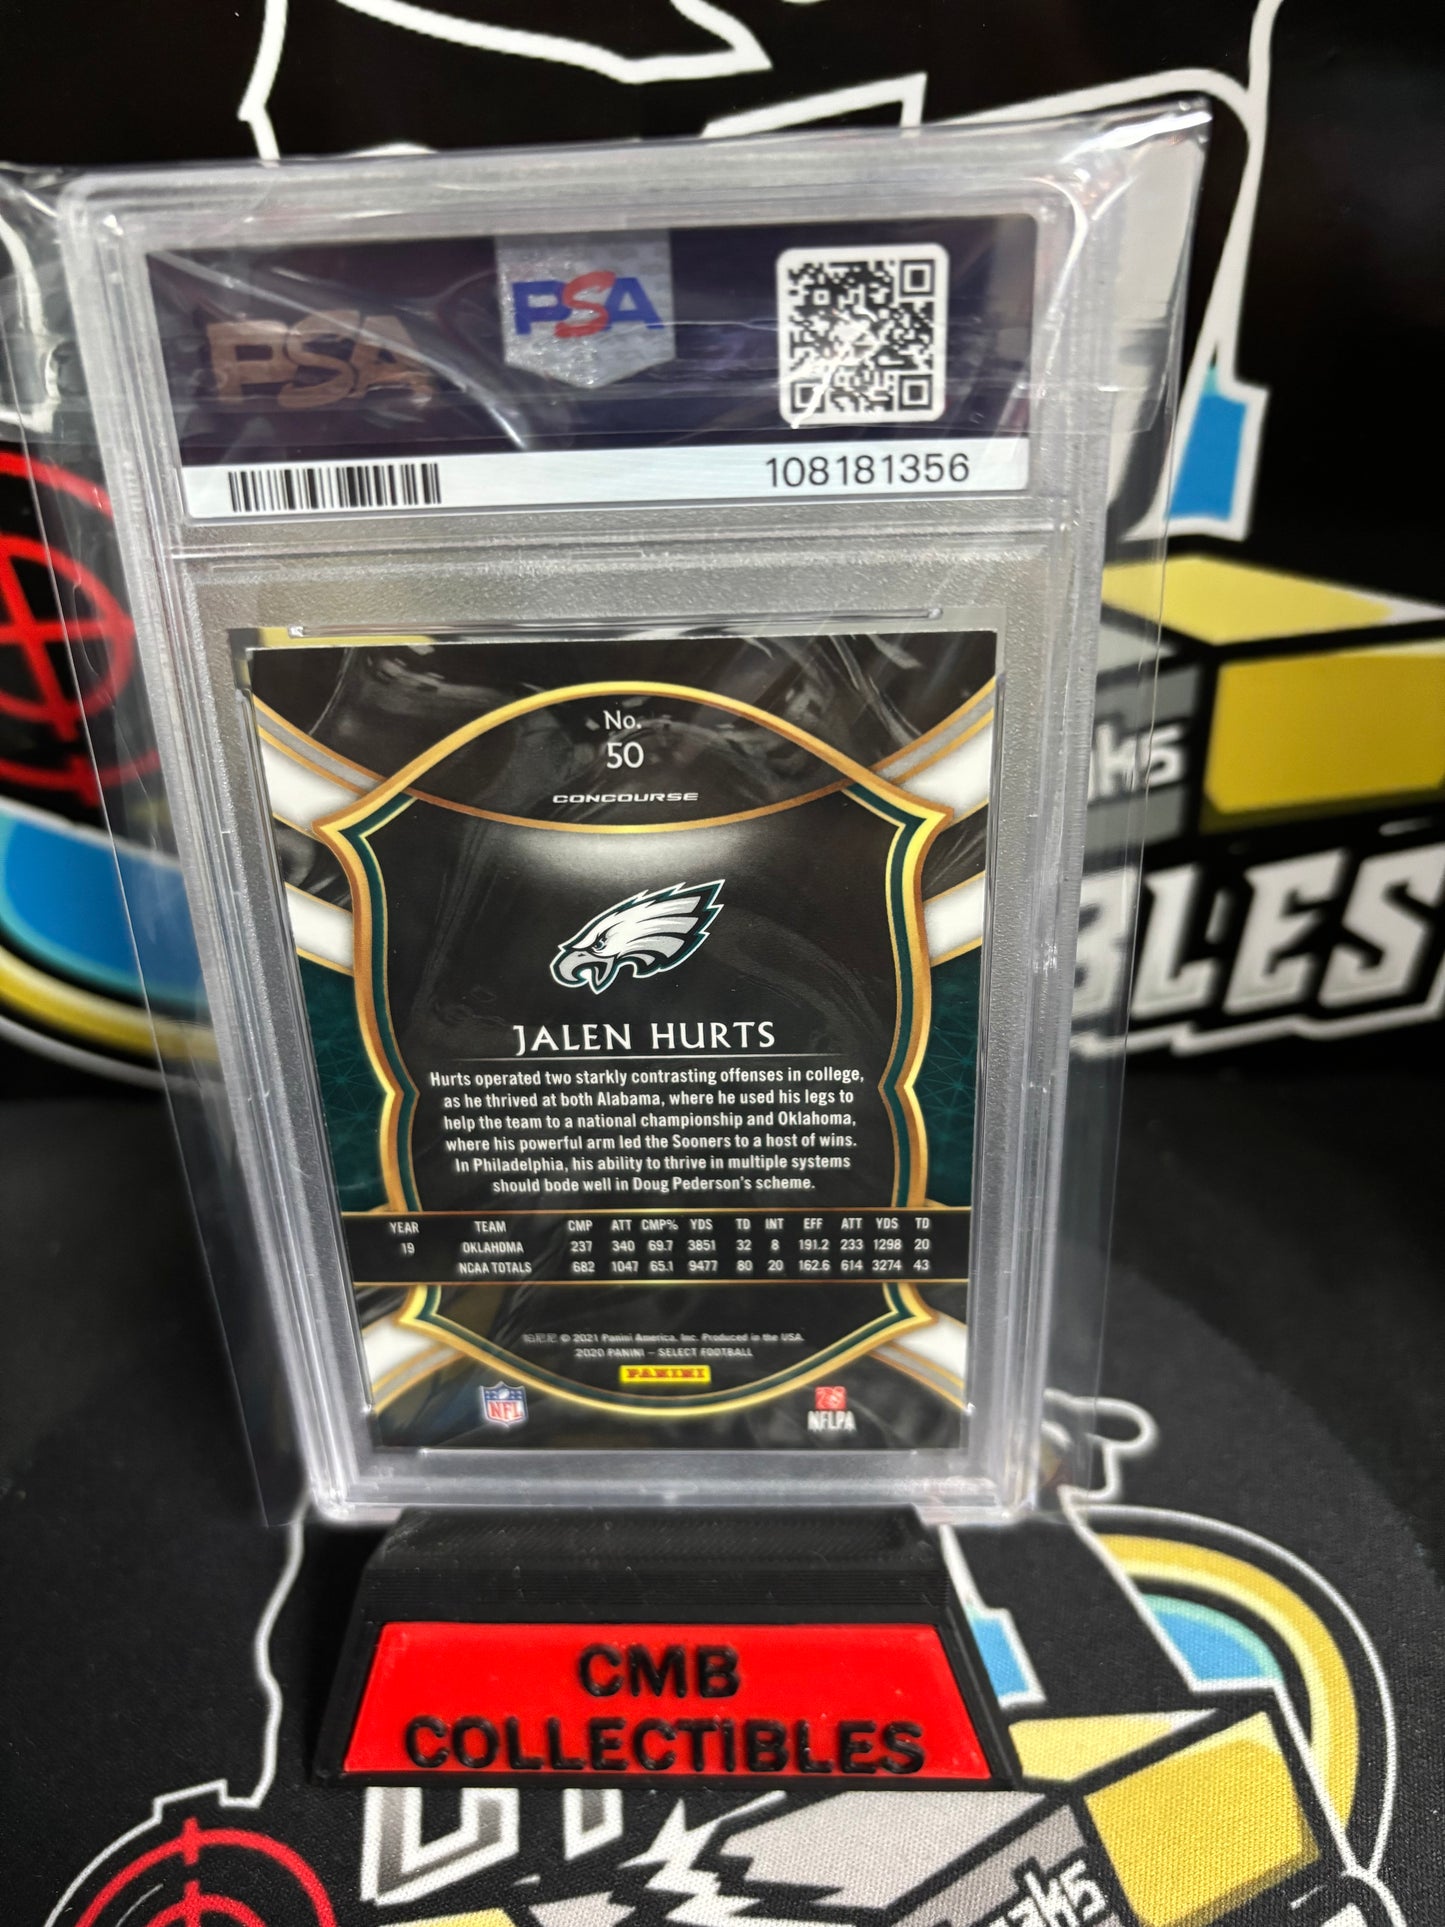 PSA
PSA
108181356
No.
50
CONCOURSE
JALEN HURTS
Hurts operated two starkly contrasting offenses in college,
as he thrived at both Alabama, where he used his legs to
help the team to a national championship and Oklahoma,
where his powerful arm led the Sooners to a host of wins.
In Philadelphia, his ability to thrive in multiple systems
should bode well in Doug Pederson's scheme.
YEAR TEAM CMP ATT CMP% YDS TD INT EFF ATT YDS TD
19 OKLAHOMA 237 340 69.7 3851 32 8 191.2 233 1298 20
NCAA TOTALS 682 1047 65.1 9477 80 20 162.6 614 3274 43
© 2021 Panini America, Inc. Produced in the USA.
2020 PANINI – SELECT FOOTBALL
PANINI
NFL
NFLPA
CMB
COLLECTIBLES